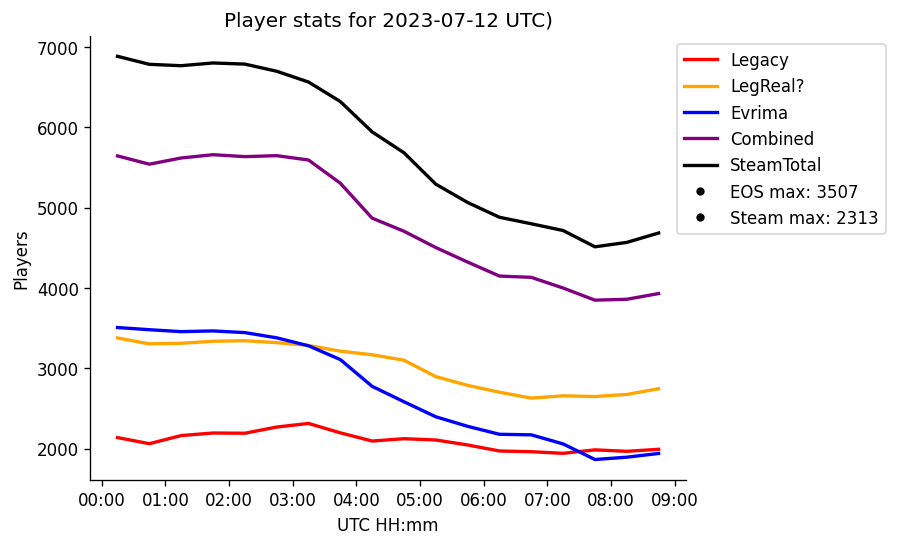 Player stats for 2023-07-12 UTC)
7000
6000
5000
4000
3000
2000
Players
00:00 01:00 02:00 03:00 04:00 05:00 06:00 07:00 08:00 09:00
UTC HH:mm
Legacy
LegReal?
Evrima
Combined
SteamTotal
EOS max: 3507
Steam max: 2313